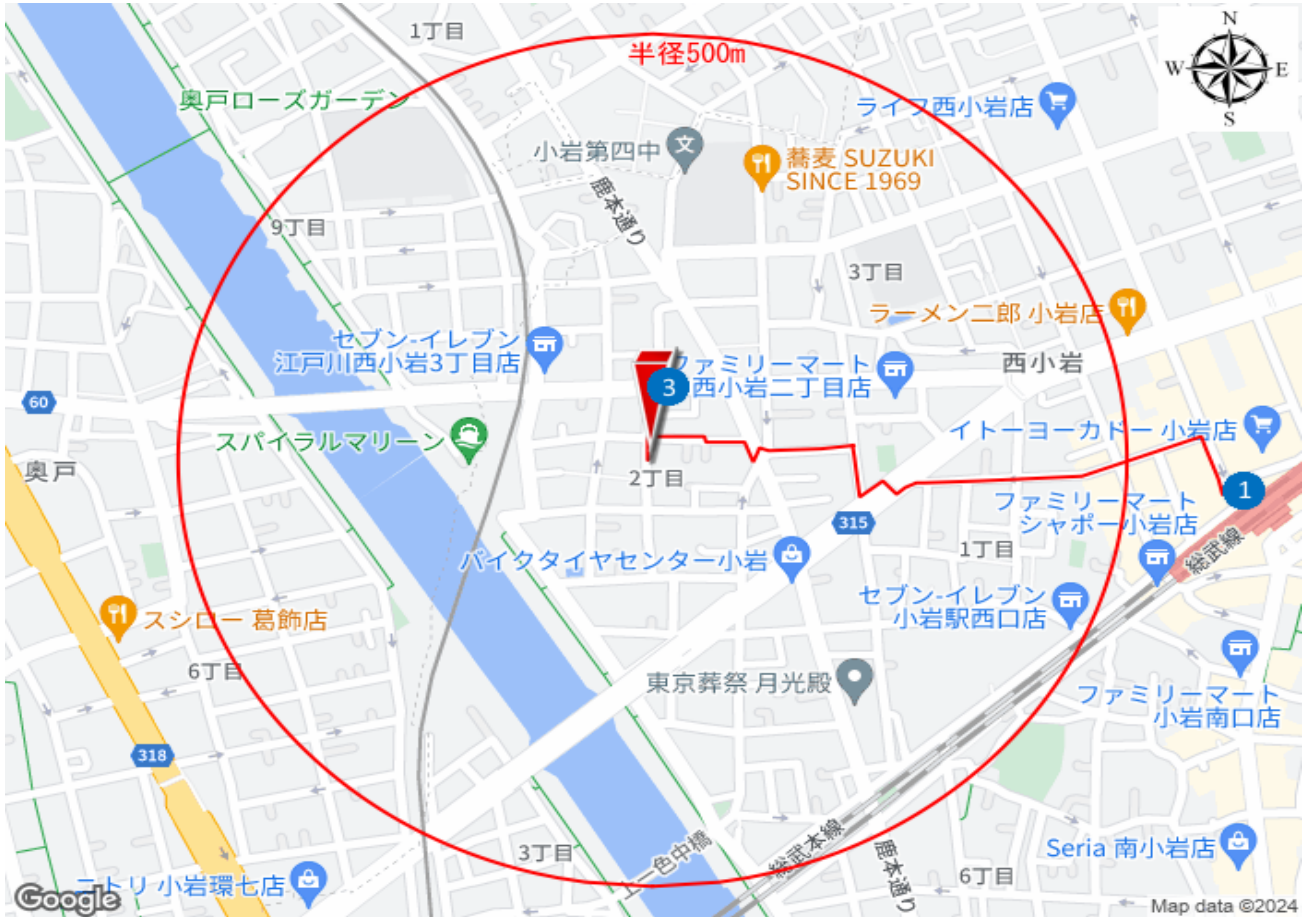 1丁目
半径500m
N
W
E
S
奥戸ローズガーデン
ライフ西小岩店
小岩第四中
文
蕎麦 SUZUKI
SINCE 1969
鹿本通り
9丁目
3丁目
ラーメン二郎 小岩店
セブン-イレブン
江戸川西小岩3丁目店
ファミリーマート
西小岩二丁目店
西小岩
3
60
スパイラルマリーン
イトーヨーカドー 小岩店
奥戸
2丁目
1
ファミリーマート
シャポー小岩店
315
総武線
1丁目
バイクタイヤセンター小岩
セブン-イレブン
小岩駅西口店
スシロー 葛飾店
6丁目
東京葬祭 月光殿
ファミリーマート
小岩南口店
318
総武本線
鹿本通り
上一色中橋
3丁目
Seria 南小岩店
6丁目
ニトリ 小岩環七店
Google
Map data ©2024